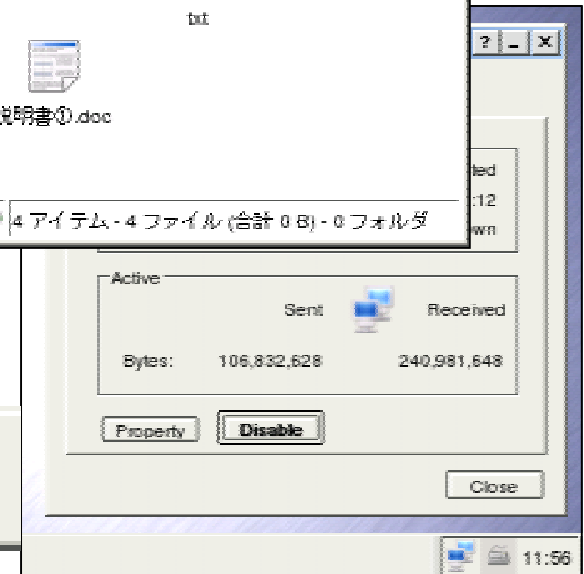 txt
説明書①.doc
4 アイテム - 4 ファイル (合計 0 B) - 0 フォルダ
? _ X
ted
:12
wn
Active
Sent Received
Bytes: 106,832,628 240,981,648
Property Disable
Close
11:56